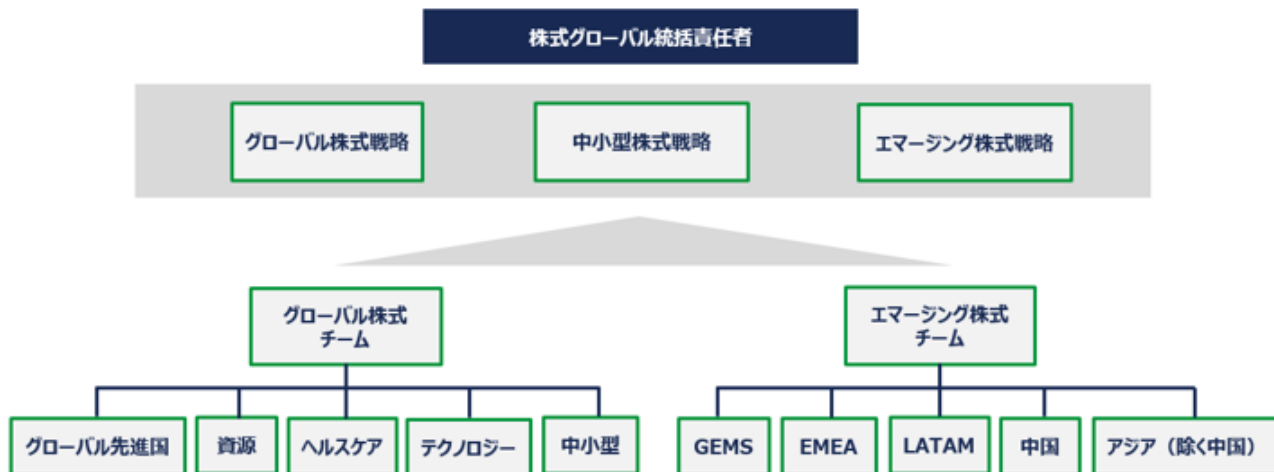 株式グローバル統括責任者
グローバル株式戦略
中小型株式戦略
エマージング株式戦略
グローバル株式
チーム
エマージング株式
チーム
グローバル先進国
資源
ヘルスケア
テクノロジー
中小型
GEMS
EMEA
LATAM
中国
アジア（除く中国）